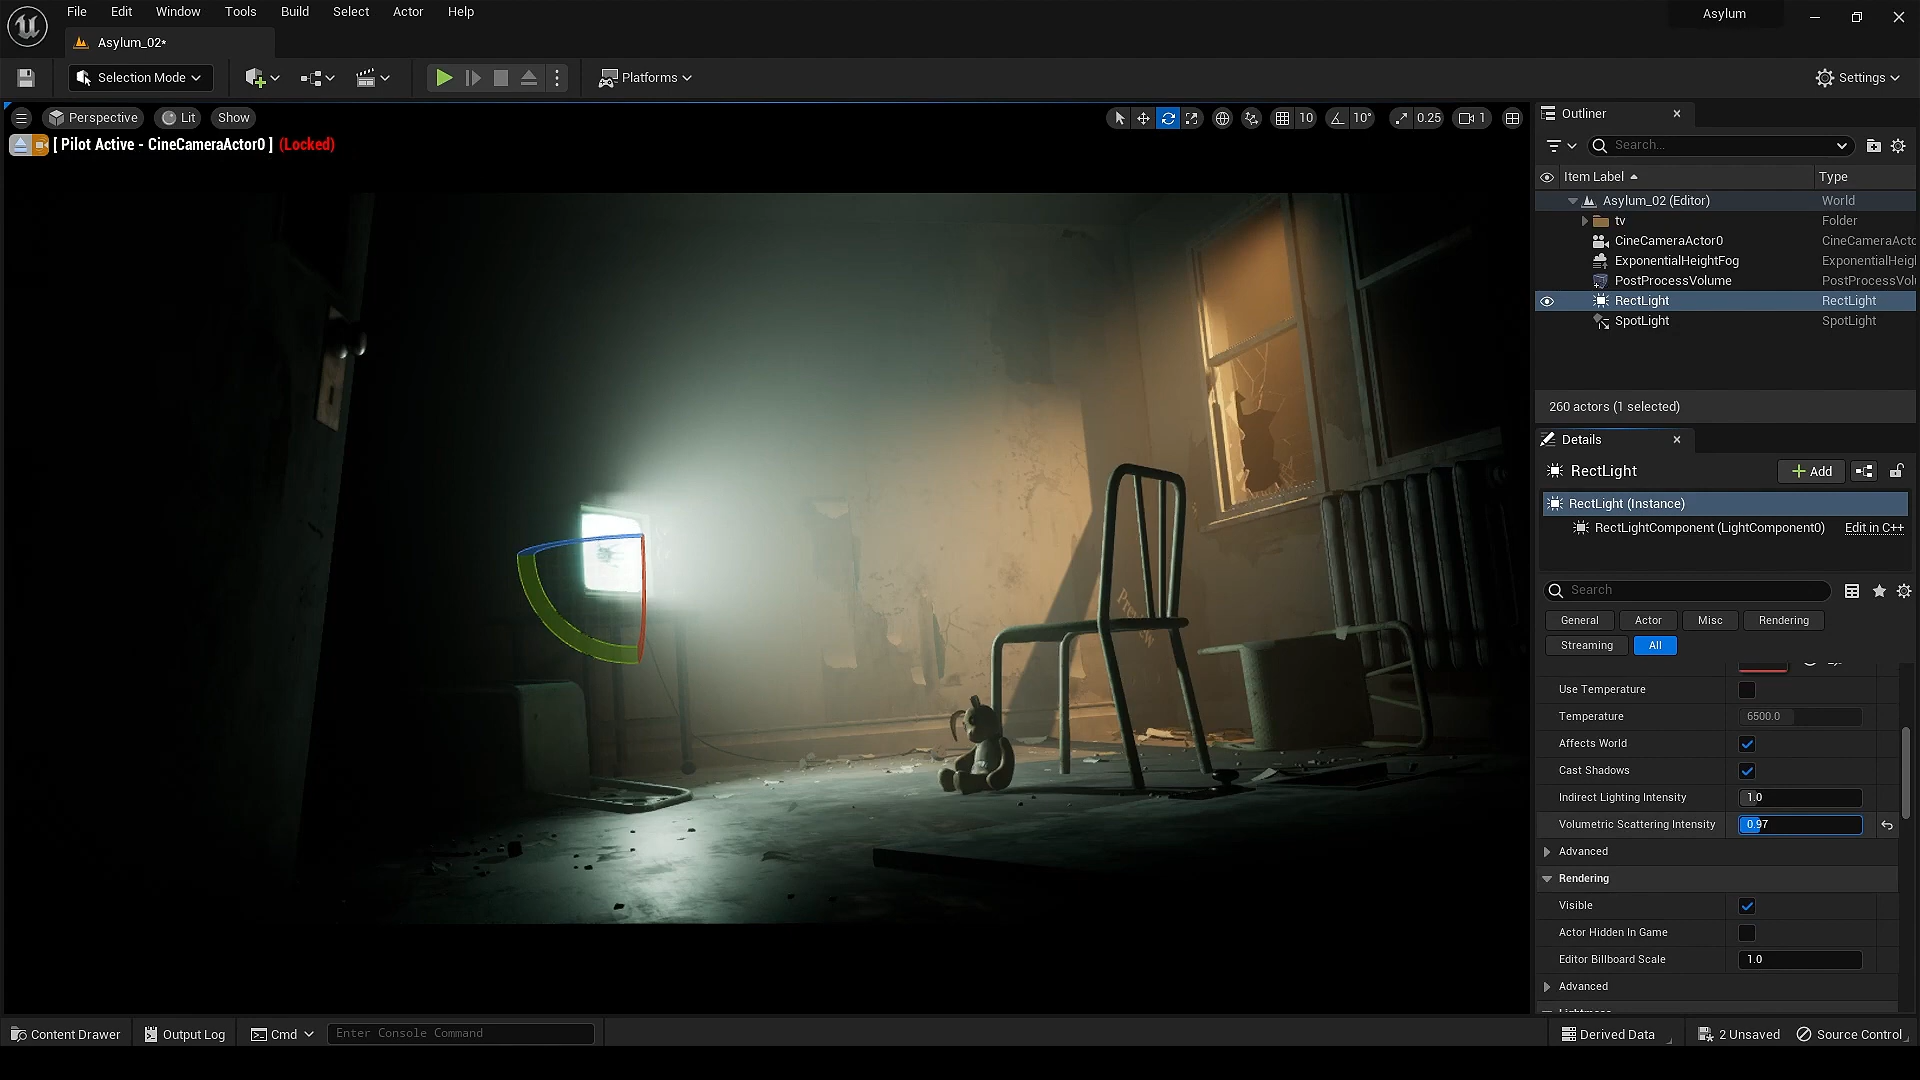 File Edit Window Tools Build Select Actor Help
Asylum
Asylum_02*
Selection Mode
Platforms
Settings
Perspective Lit Show
10 10° 0.25 1
[ Pilot Active - CineCameraActor0 ] (Locked)
Preview
Outliner
Search...
Item Label Type
Asylum_02 (Editor) World
tv Folder
CineCameraActor0 CineCameraActo
ExponentialHeightFog ExponentialHeigh
PostProcessVolume PostProcessVolu
RectLight RectLight
SpotLight SpotLight
260 actors (1 selected)
Details
RectLight
Add
RectLight (Instance)
RectLightComponent (LightComponent0) Edit in C++
Search
General Actor Misc Rendering
Streaming All
Use Temperature
Temperature 6500.0
Affects World
Cast Shadows
Indirect Lighting Intensity 1.0
Volumetric Scattering Intensity 0.97
Advanced
Rendering
Visible
Actor Hidden In Game
Editor Billboard Scale 1.0
Advanced
Content Drawer Output Log Cmd Enter Console Command
Derived Data 2 Unsaved Source Control